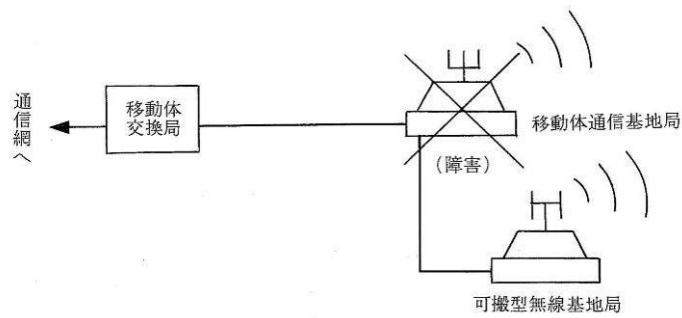 通信網へ
移動体
交換局
移動体通信基地局
(障害)
可搬型無線基地局